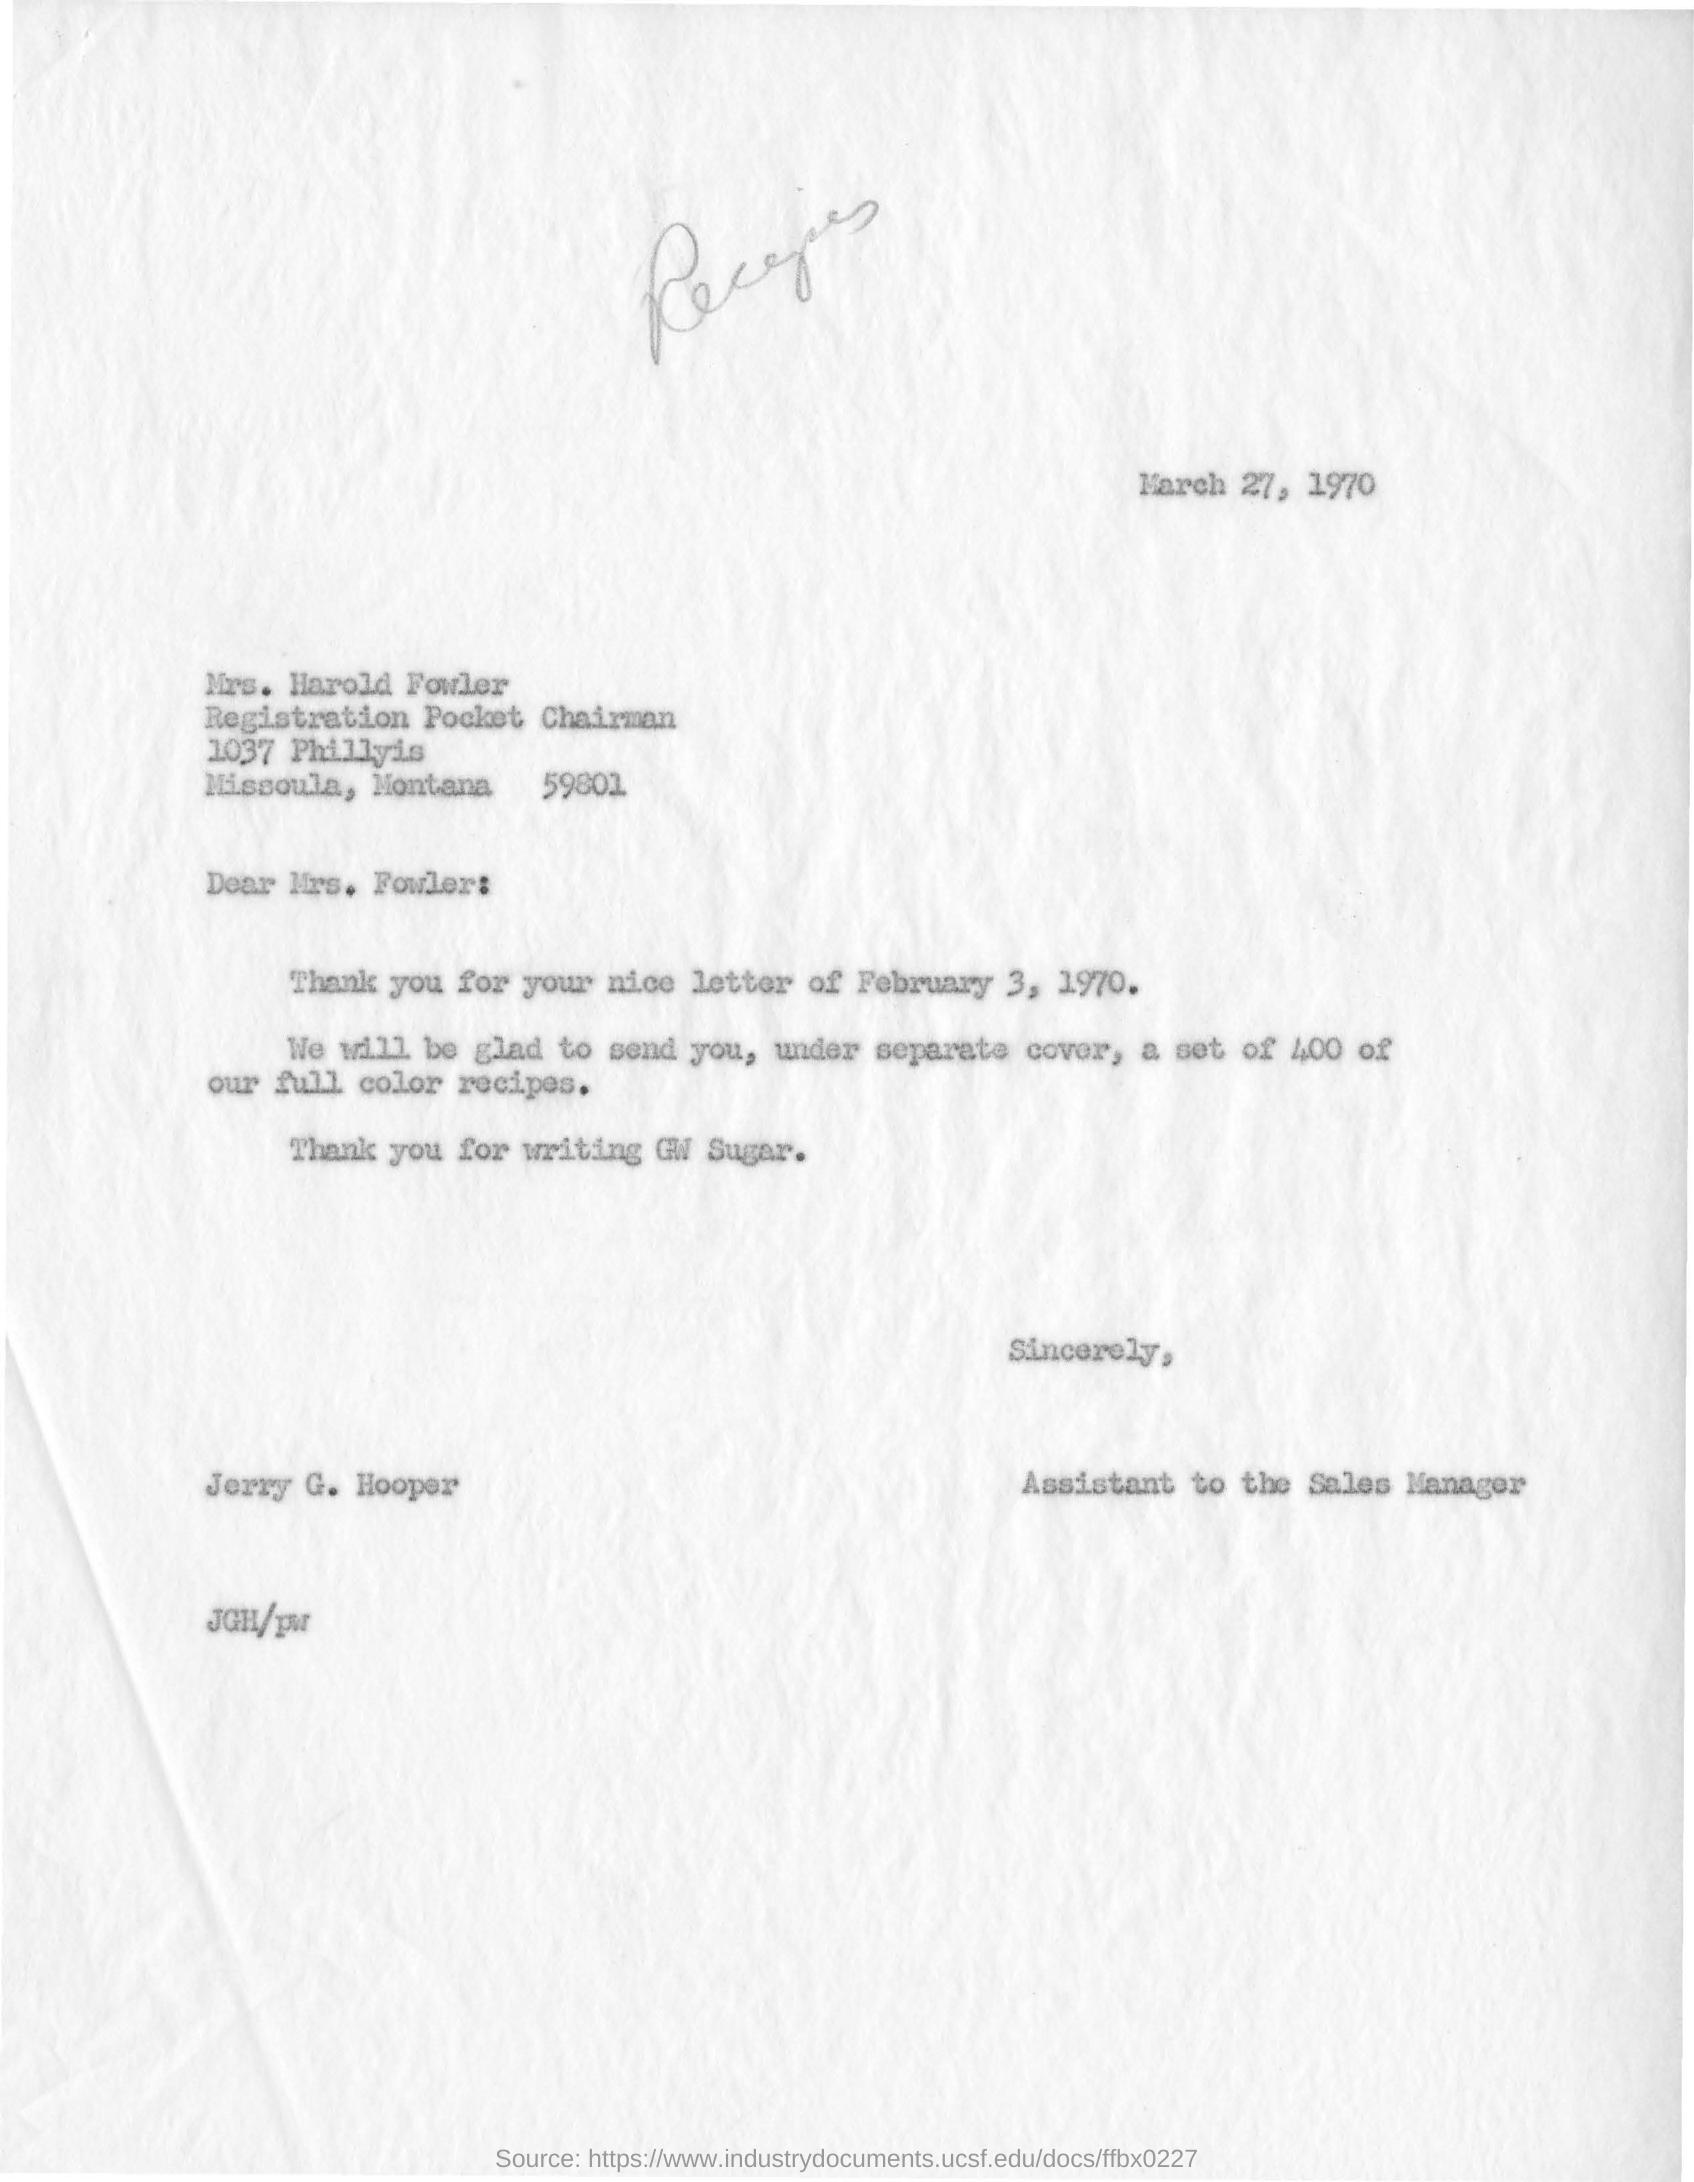 Recipes
March 27, 1970
Mrs. Harold Fowler
Registration Pocket Chairman
1037 Phillyis
Missoula, Montana 59801
Dear Mrs. Fowler:
Thank you for your nice letter of February 3, 1970.
We will be glad to send you, under separate cover, a set of 400 of
our full color recipes.
Thank you for writing GW Sugar.
Sincerely,
Jerry G. Hooper Assistant to the Sales Manager
JGH/pw
Source: https://www.industrydocuments.ucsf.edu/docs/ffbx0227